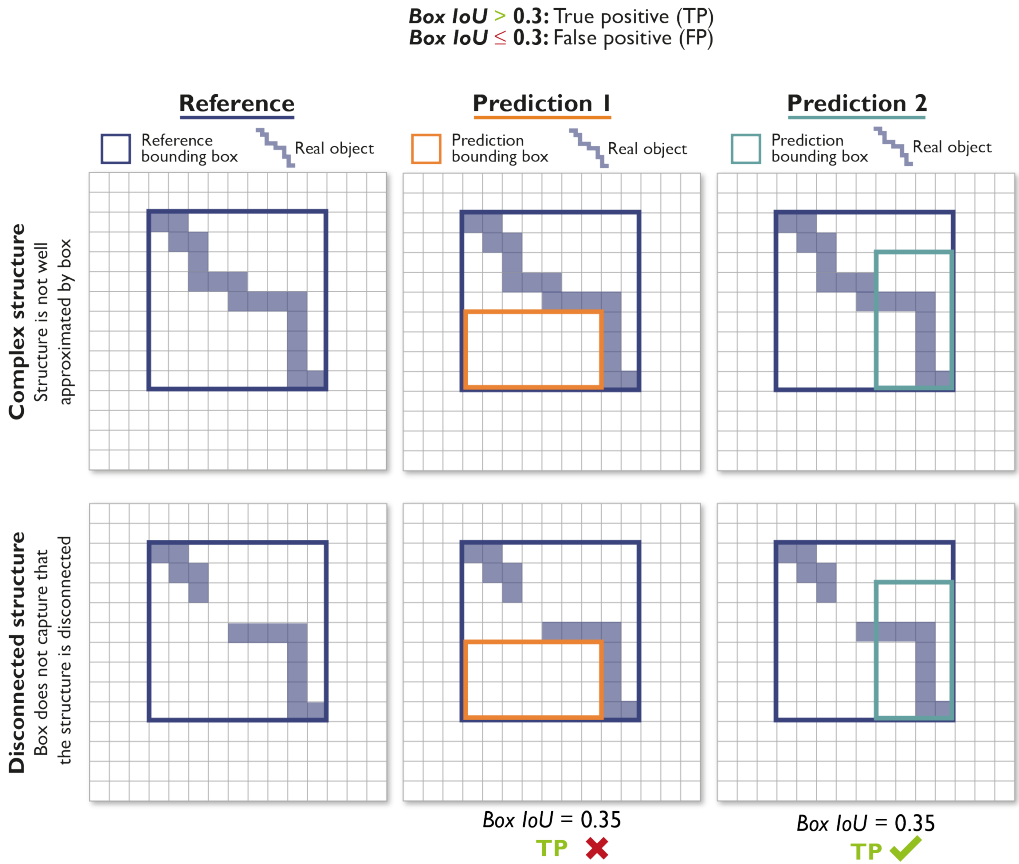 Box IoU > 0.3: True positive (TP)
Box IoU ≤ 0.3: False positive (FP)
Reference
Prediction 1
Prediction 2
Reference
bounding box
Real object
Prediction
bounding box
Real object
Prediction
bounding box
Real object
Complex structure
Structure is not well
approximated by box
Disconnected structure
Box does not capture that
the structure is disconnected
Box IoU = 0.35
TP
Box IoU = 0.35
TP